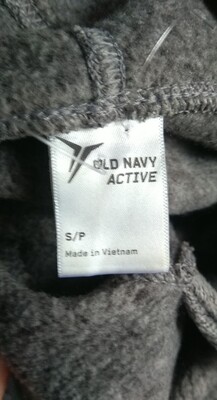 OLD NAVY
ACTIVE
S/P
Made in Vietnam